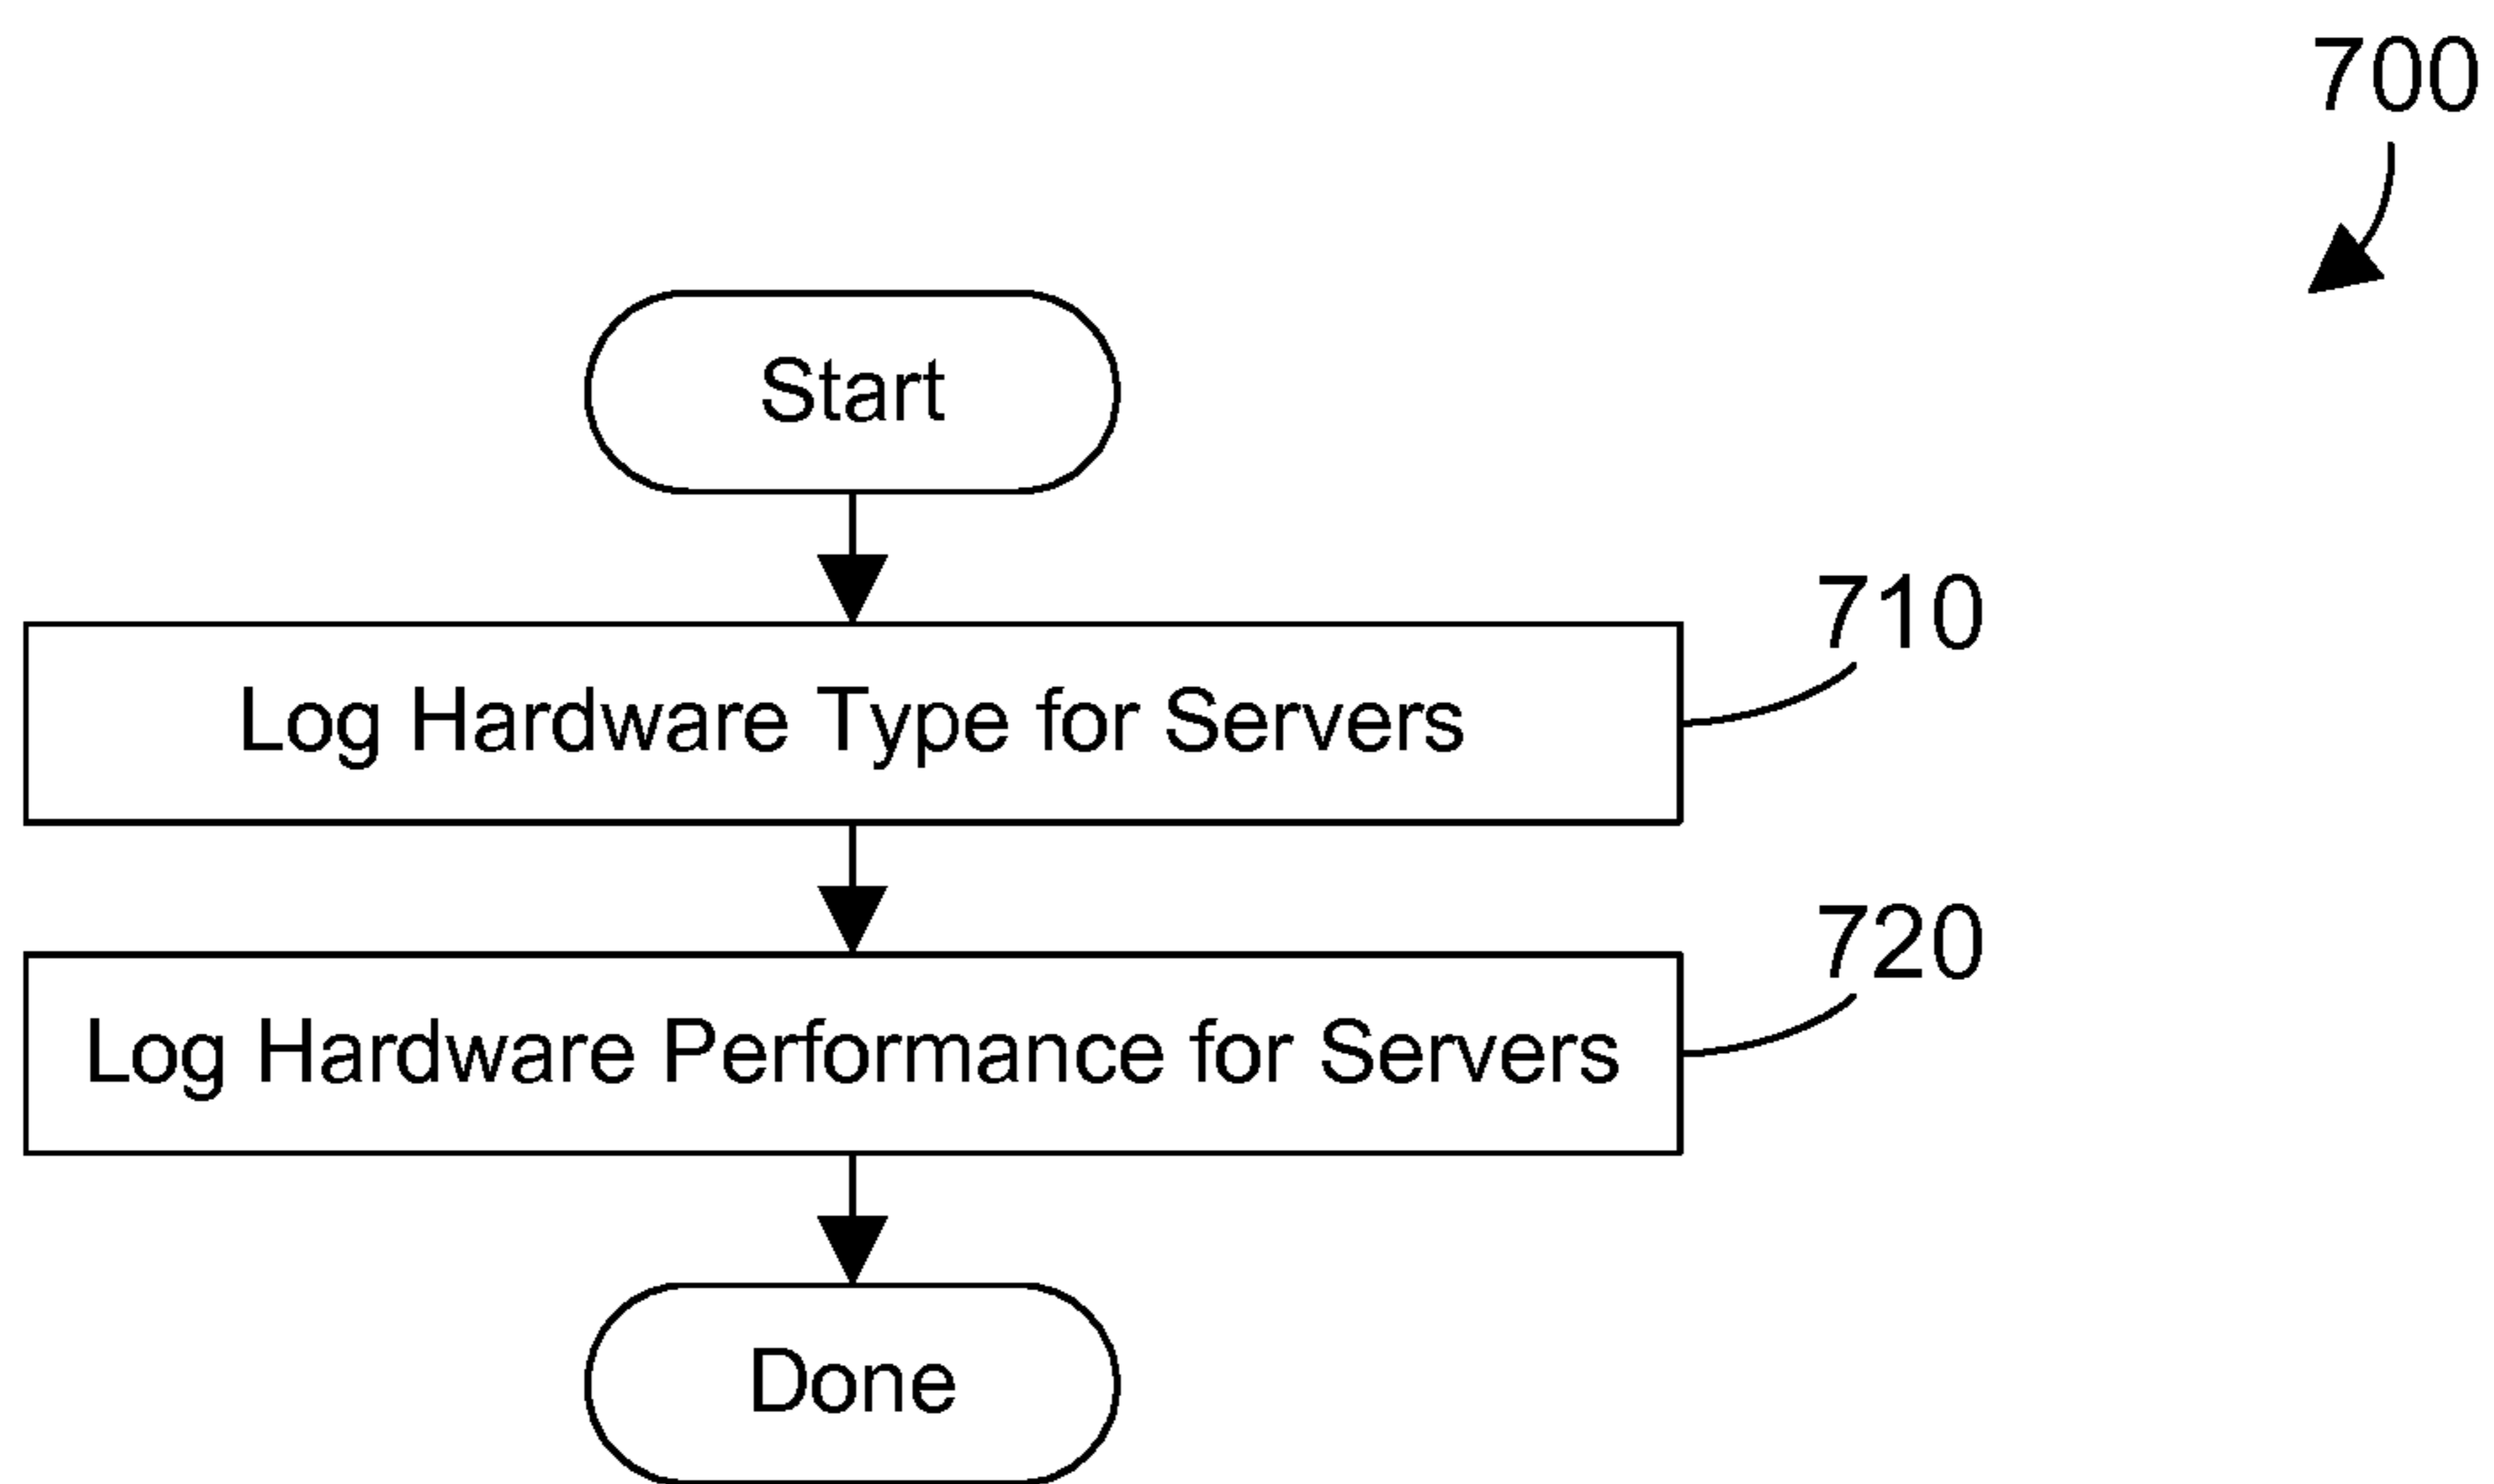 700
Start
710
Log Hardware Type for Servers
720
Log Hardware Performance for Servers
Done